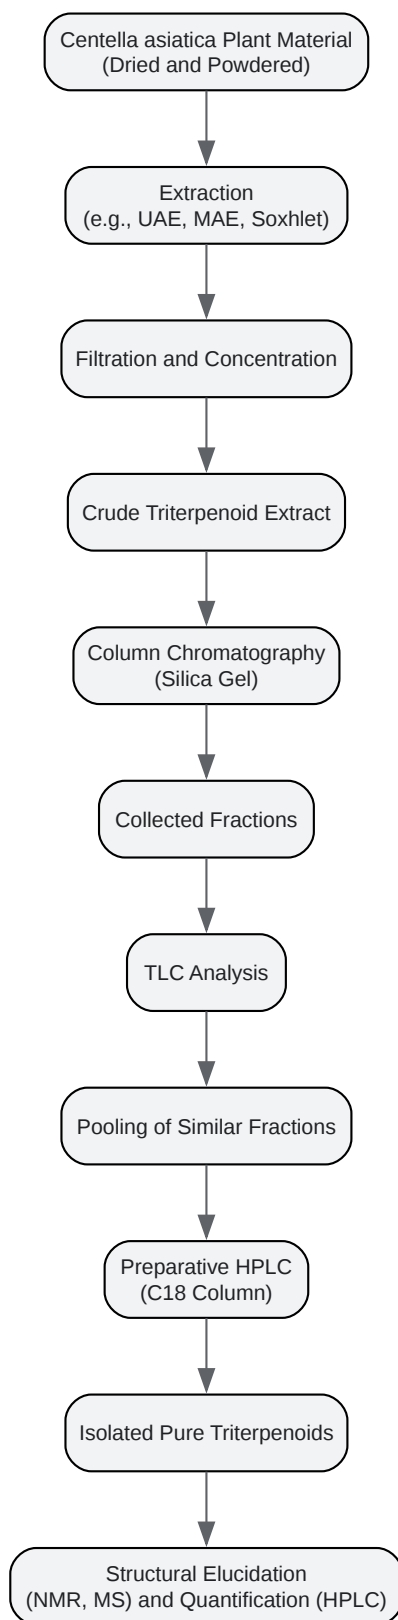 Centella asiatica Plant Material
(Dried and Powdered)
Extraction
(e.g., UAE, MAE, Soxhlet)
Filtration and Concentration
Crude Triterpenoid Extract
Column Chromatography
(Silica Gel)
Collected Fractions
TLC Analysis
Pooling of Similar Fractions
Preparative HPLC
(C18 Column)
Isolated Pure Triterpenoids
Structural Elucidation
(NMR, MS) and Quantification (HPLC)